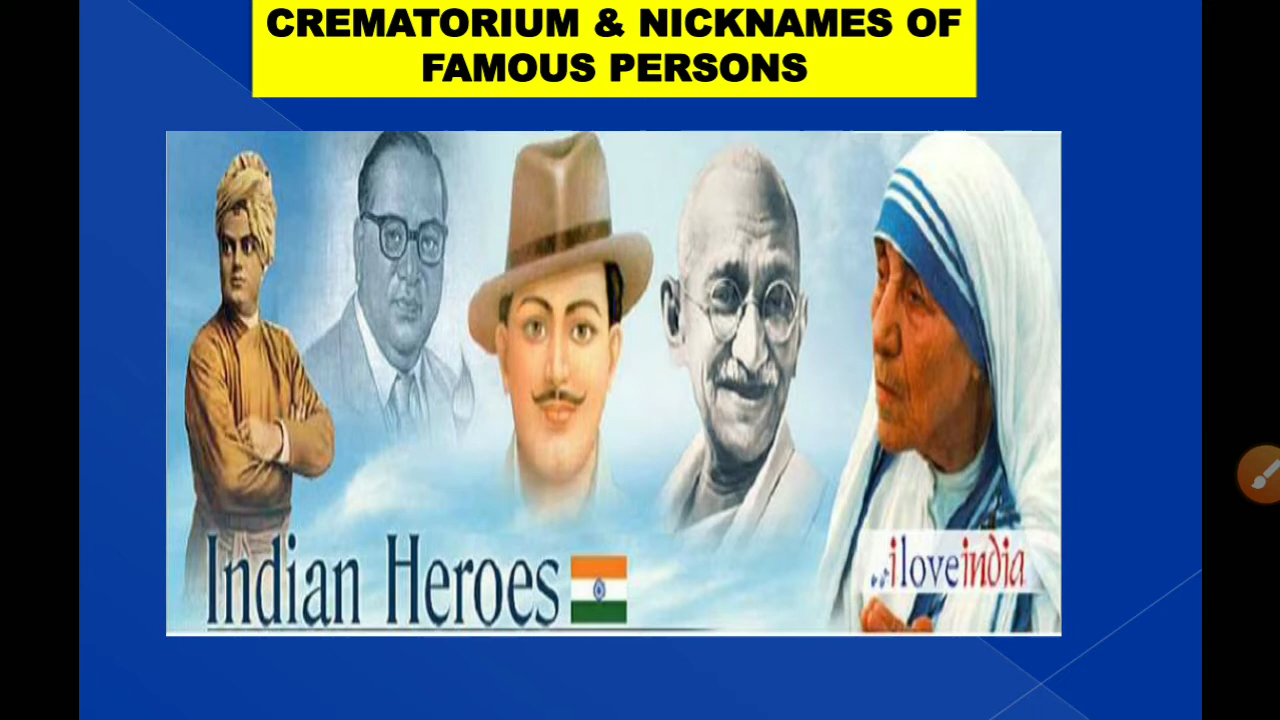 CREMATORIUM & NICKNAMES OF
FAMOUS PERSONS
Indian Heroes
iloveindia